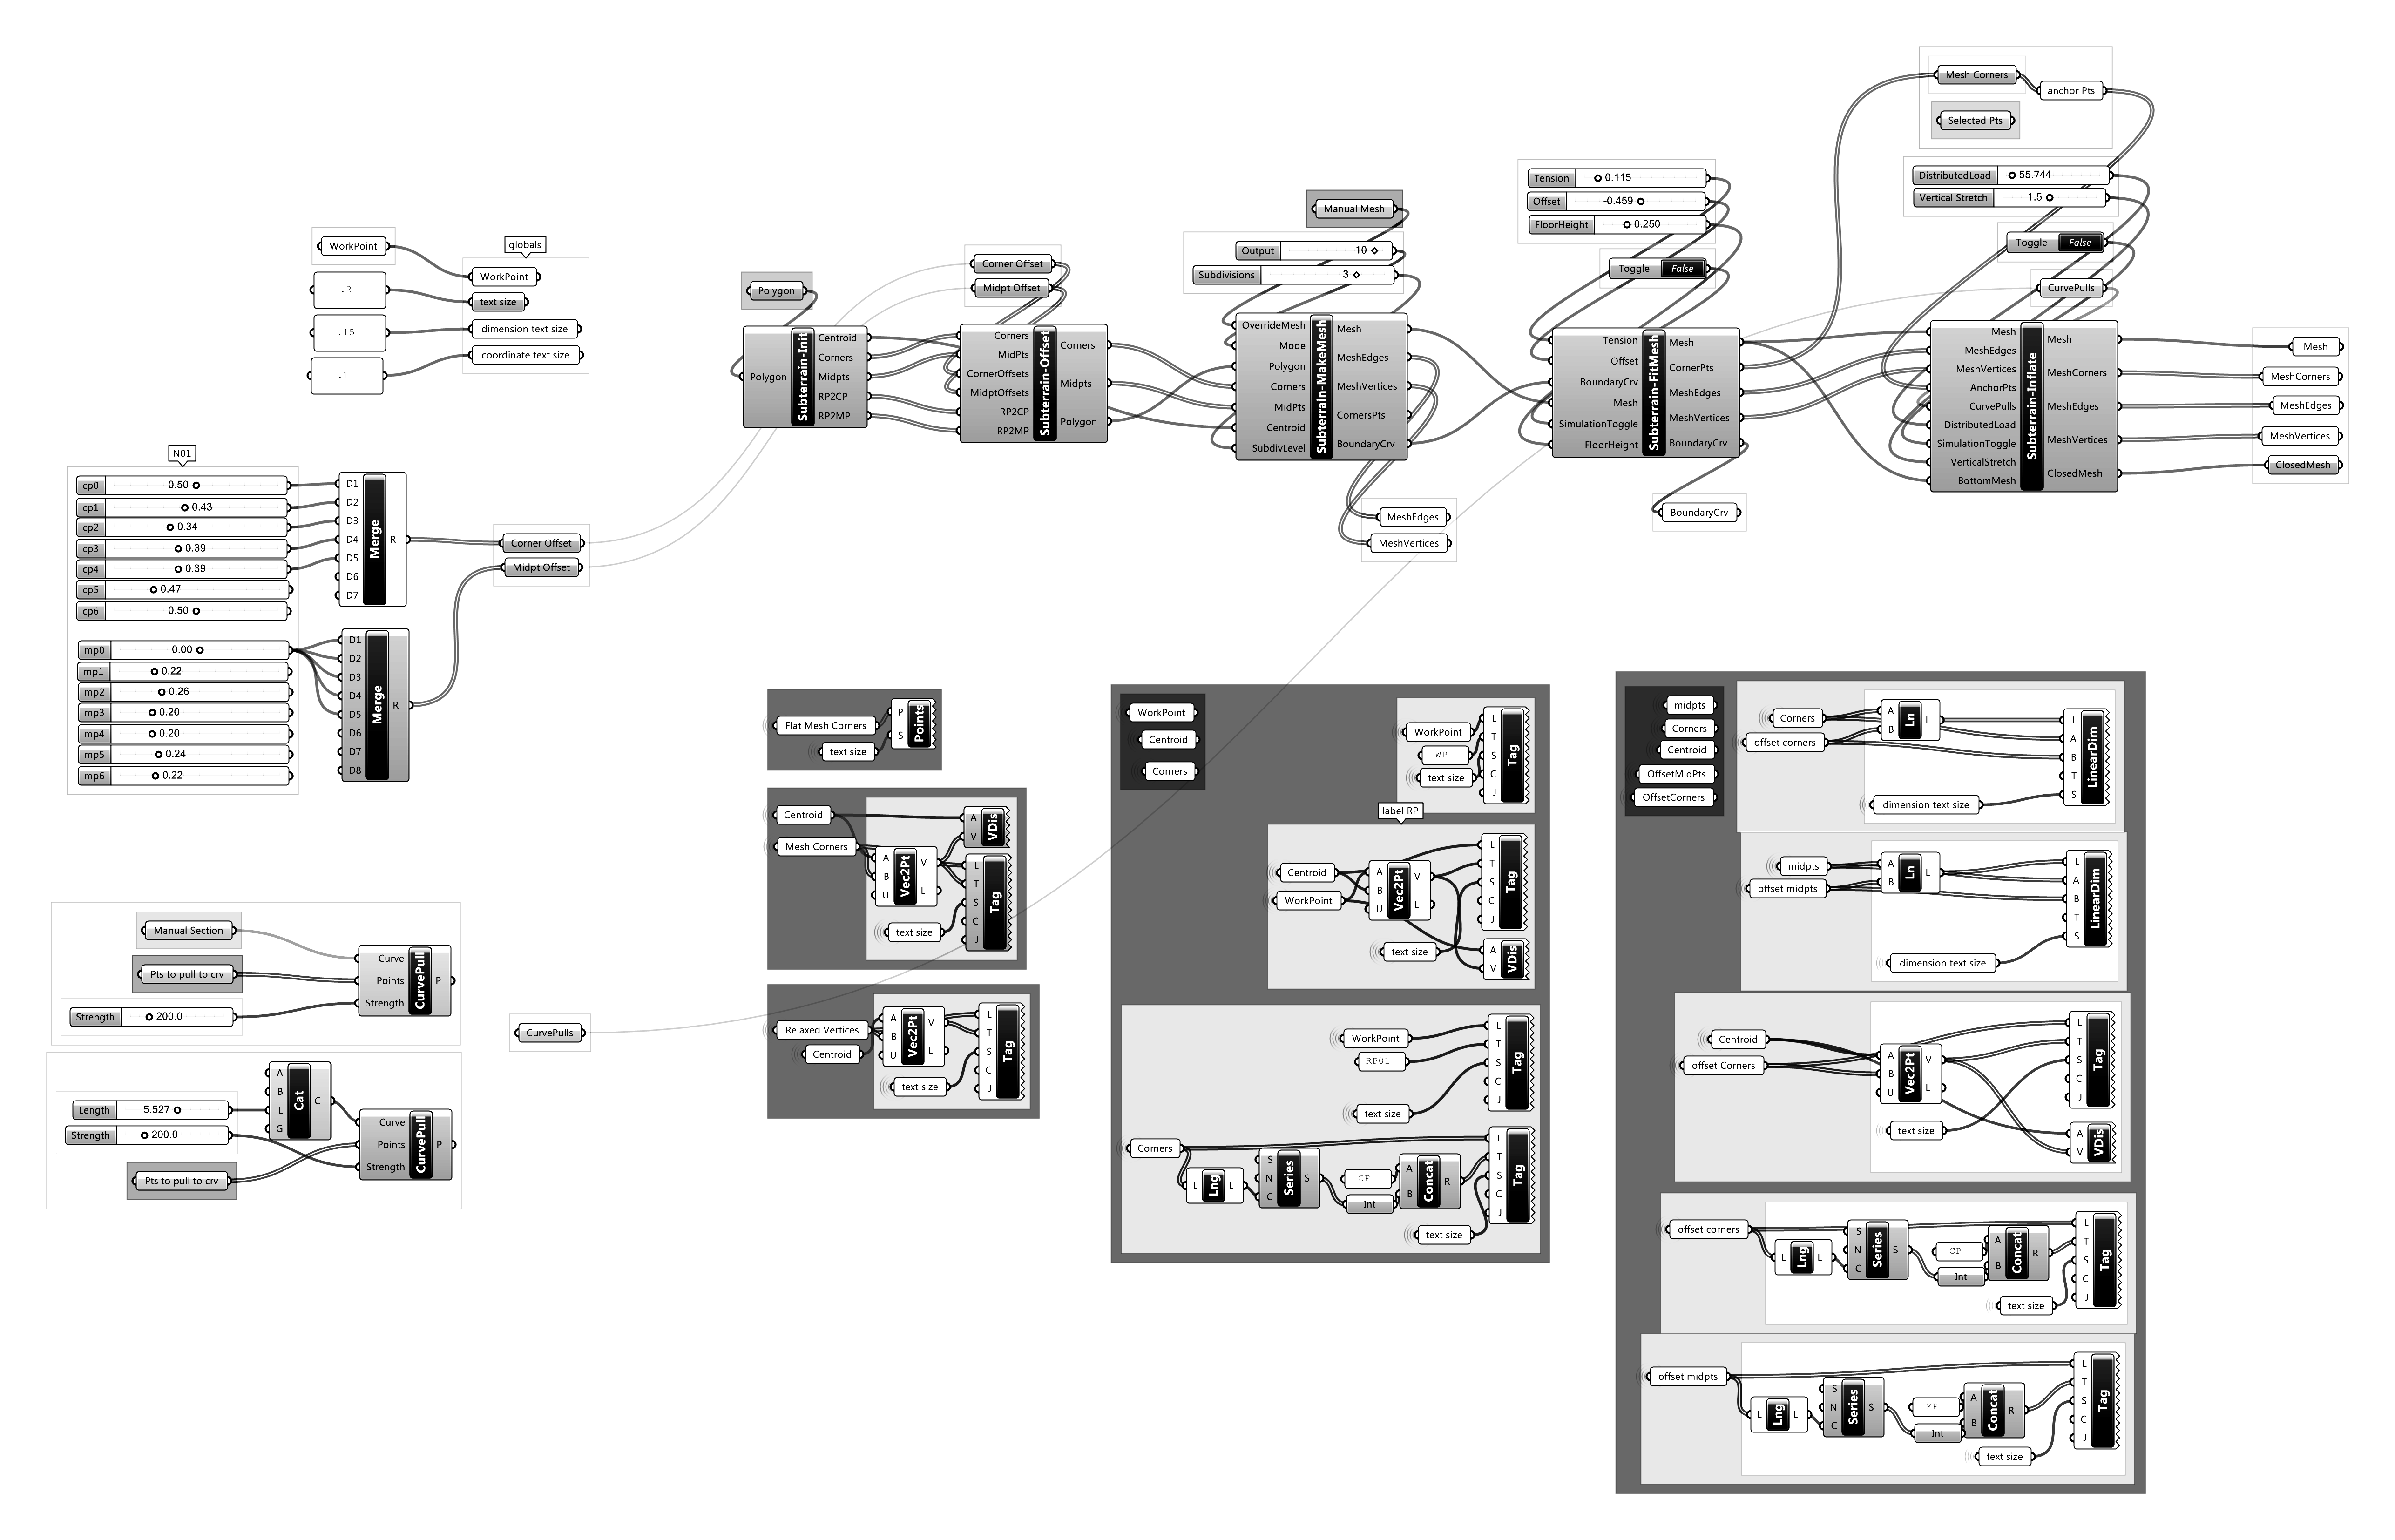 globals
WorkPoint
.2
.15
.1
WorkPoint
text size
dimension text size
coordinate text size
N01
cp0 0.50
cp1 0.43
cp2 0.34
cp3 0.39
cp4 0.39
cp5 0.47
cp6 0.50
D1
D2
D3
D4
D5
D6
D7
Merge
R
mp0 0.00
mp1 0.22
mp2 0.26
mp3 0.20
mp4 0.20
mp5 0.24
mp6 0.22
D1
D2
D3
D4
D5
D6
D7
D8
Merge
R
Corner Offset
Midpt Offset
Manual Section
Pts to pull to crv
Strength 200.0
Curve
Points
Strength
CurvePull
P
Length 5.527
Strength 200.0
Pts to pull to crv
A
B
L
G
Cat
C
Curve
Points
Strength
CurvePull
P
CurvePulls
Polygon
Polygon
Subterrain-Init
Centroid
Corners
Midpts
RP2CP
RP2MP
Corner Offset
Midpt Offset
Corners
MidPts
CornerOffsets
MidptOffsets
RP2CP
RP2MP
Subterrain-Offset
Corners
Midpts
Polygon
Manual Mesh
Output 10
Subdivisions 3
OverrideMesh
Mode
Polygon
Corners
MidPts
Centroid
SubdivLevel
Subterrain-MakeMesh
Mesh
MeshEdges
MeshVertices
CornersPts
BoundaryCrv
MeshEdges
MeshVertices
Tension 0.115
Offset -0.459
FloorHeight 0.250
Toggle False
Tension
Offset
BoundaryCrv
Mesh
SimulationToggle
FloorHeight
Subterrain-FitMesh
Mesh
CornerPts
MeshEdges
MeshVertices
BoundaryCrv
BoundaryCrv
Mesh Corners
anchor Pts
Selected Pts
DistributedLoad 55.744
Vertical Stretch 1.5
Toggle False
CurvePulls
Mesh
MeshEdges
MeshVertices
AnchorPts
CurvePulls
DistributedLoad
SimulationToggle
VerticalStretch
BottomMesh
Subterrain-Inflate
Mesh
MeshCorners
MeshEdges
MeshVertices
ClosedMesh
Mesh
MeshCorners
MeshEdges
MeshVertices
ClosedMesh
Flat Mesh Corners
text size
P
S
Points
Centroid
Mesh Corners
text size
A
B
U
Vec2Pt
V
L
A
V
VDis
L
T
S
C
J
Tag
Relaxed Vertices
Centroid
text size
A
B
U
Vec2Pt
V
L
L
T
S
C
J
Tag
WorkPoint
Centroid
Corners
WorkPoint
WP
text size
L
T
S
C
J
Tag
label RP
Centroid
WorkPoint
text size
A
B
U
Vec2Pt
V
L
L
T
S
C
J
Tag
A
V
VDis
WorkPoint
RP01
text size
L
T
S
C
J
Tag
Corners
L
Lng
L
S
N
C
Series
S
CP
Int
A
B
Concat
R
text size
L
T
S
C
J
Tag
midpts
Corners
Centroid
OffsetMidPts
OffsetCorners
Corners
offset corners
A
B
Ln
L
dimension text size
L
A
B
T
S
LinearDim
midpts
offset midpts
A
B
Ln
L
dimension text size
L
A
B
T
S
LinearDim
Centroid
offset Corners
A
B
U
Vec2Pt
V
L
text size
L
T
S
C
J
Tag
A
V
VDis
offset corners
L
Lng
L
S
N
C
Series
S
CP
Int
A
B
Concat
R
text size
L
T
S
C
J
Tag
offset midpts
L
Lng
L
S
N
C
Series
S
MP
Int
A
B
Concat
R
text size
L
T
S
C
J
Tag